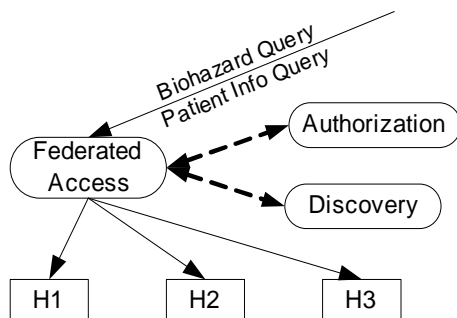 Biohazard Query
Patient Info Query
Authorization
Federated
Access
Discovery
H1
H2
H3